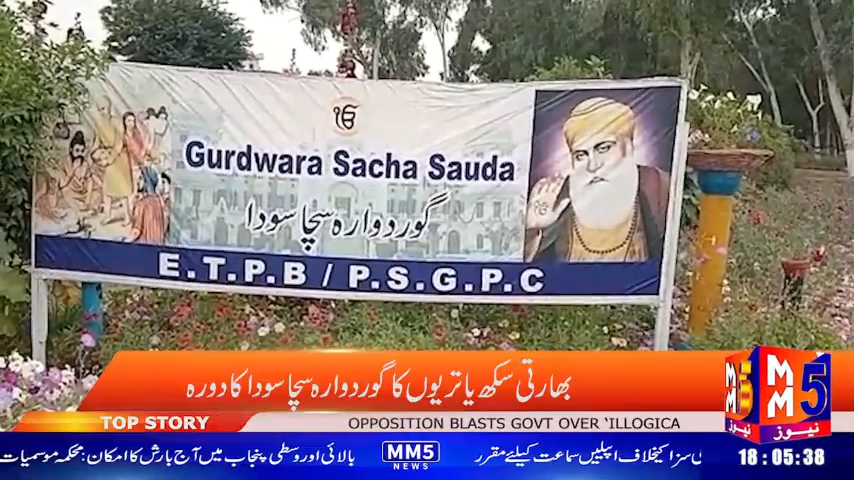 ੴ
Gurdwara Sacha Sauda
گوردوارہ سچا سودا
E.T.P.B / P.S.G.P.C
بھارتی سکھ یاتریوں کا گوردوارہ سچا سودا کا دورہ
MM5
نیوز
TOP STORY
OPPOSITION BLASTS GOVT OVER 'ILLOGICA
ی سزا کیخلاف اپیلیں سماعت کیلئے مقرر
MM5 NEWS
بالائی اور وسطی پنجاب میں آج بارش کا امکان: محکمہ موسمیات
18:05:38